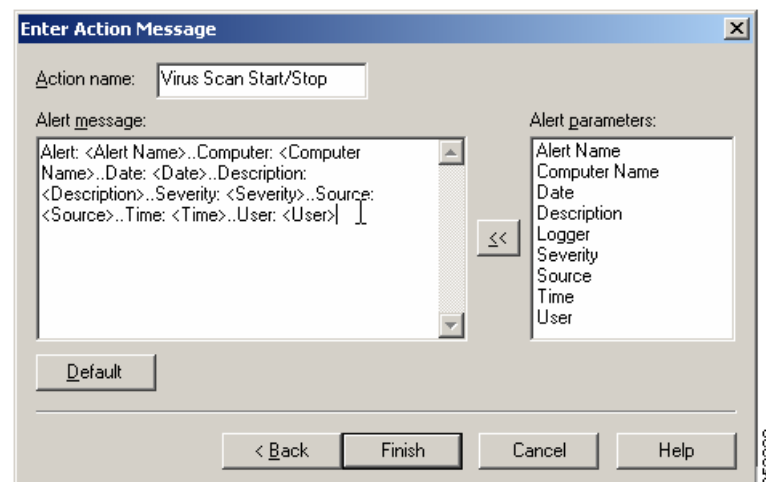 Enter Action Message
Action name: Virus Scan Start/Stop
Alert message:
Alert: <Alert Name>..Computer: <Computer
Name>..Date: <Date>..Description:
<Description>..Severity: <Severity>..Source:
<Source>..Time: <Time>..User: <User>
<<
Alert parameters:
Alert Name
Computer Name
Date
Description
Logger
Severity
Source
Time
User
Default
< Back
Finish
Cancel
Help